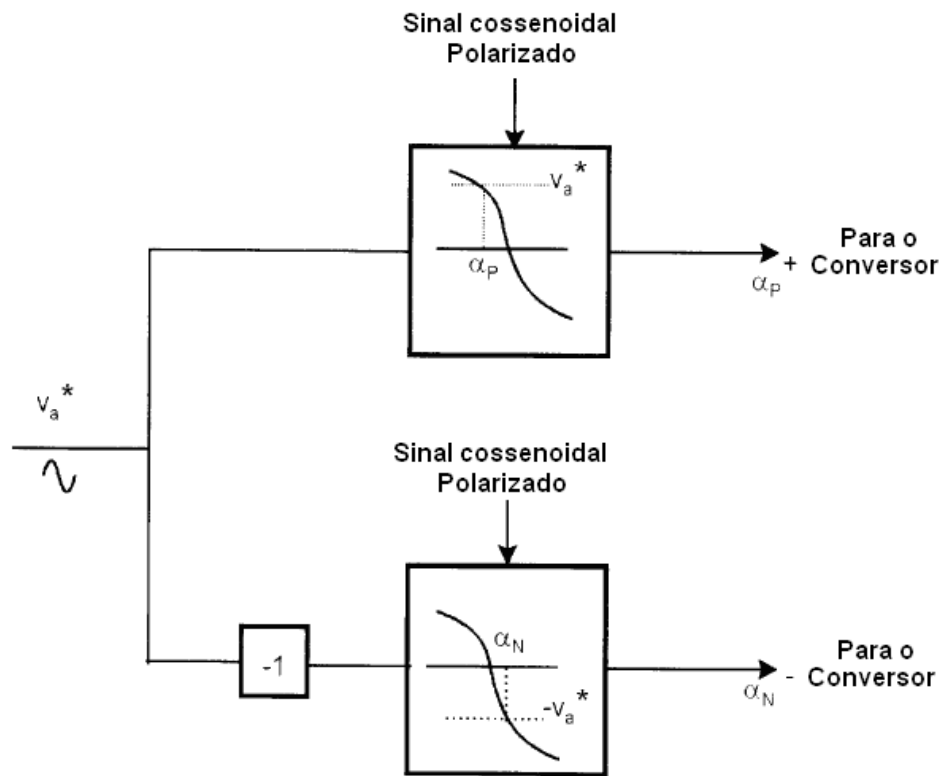 Sinal cossenoidal
Polarizado
v_a*
α_P
α_P
+
Para o
Conversor
v_a*
Sinal cossenoidal
Polarizado
-1
α_N
-v_a*
α_N
-
Para o
Conversor